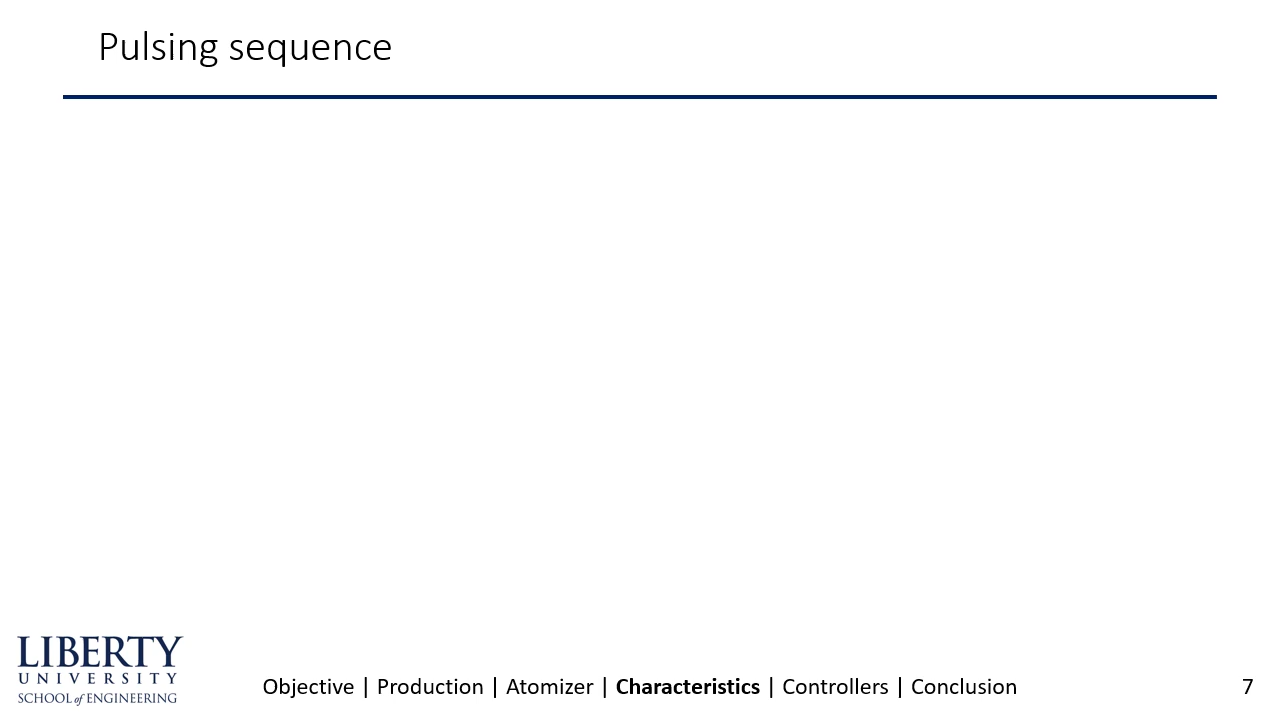 Pulsing sequence
LIBERTY
UNIVERSITY
SCHOOL of ENGINEERING
Objective | Production | Atomizer | Characteristics | Controllers | Conclusion
7